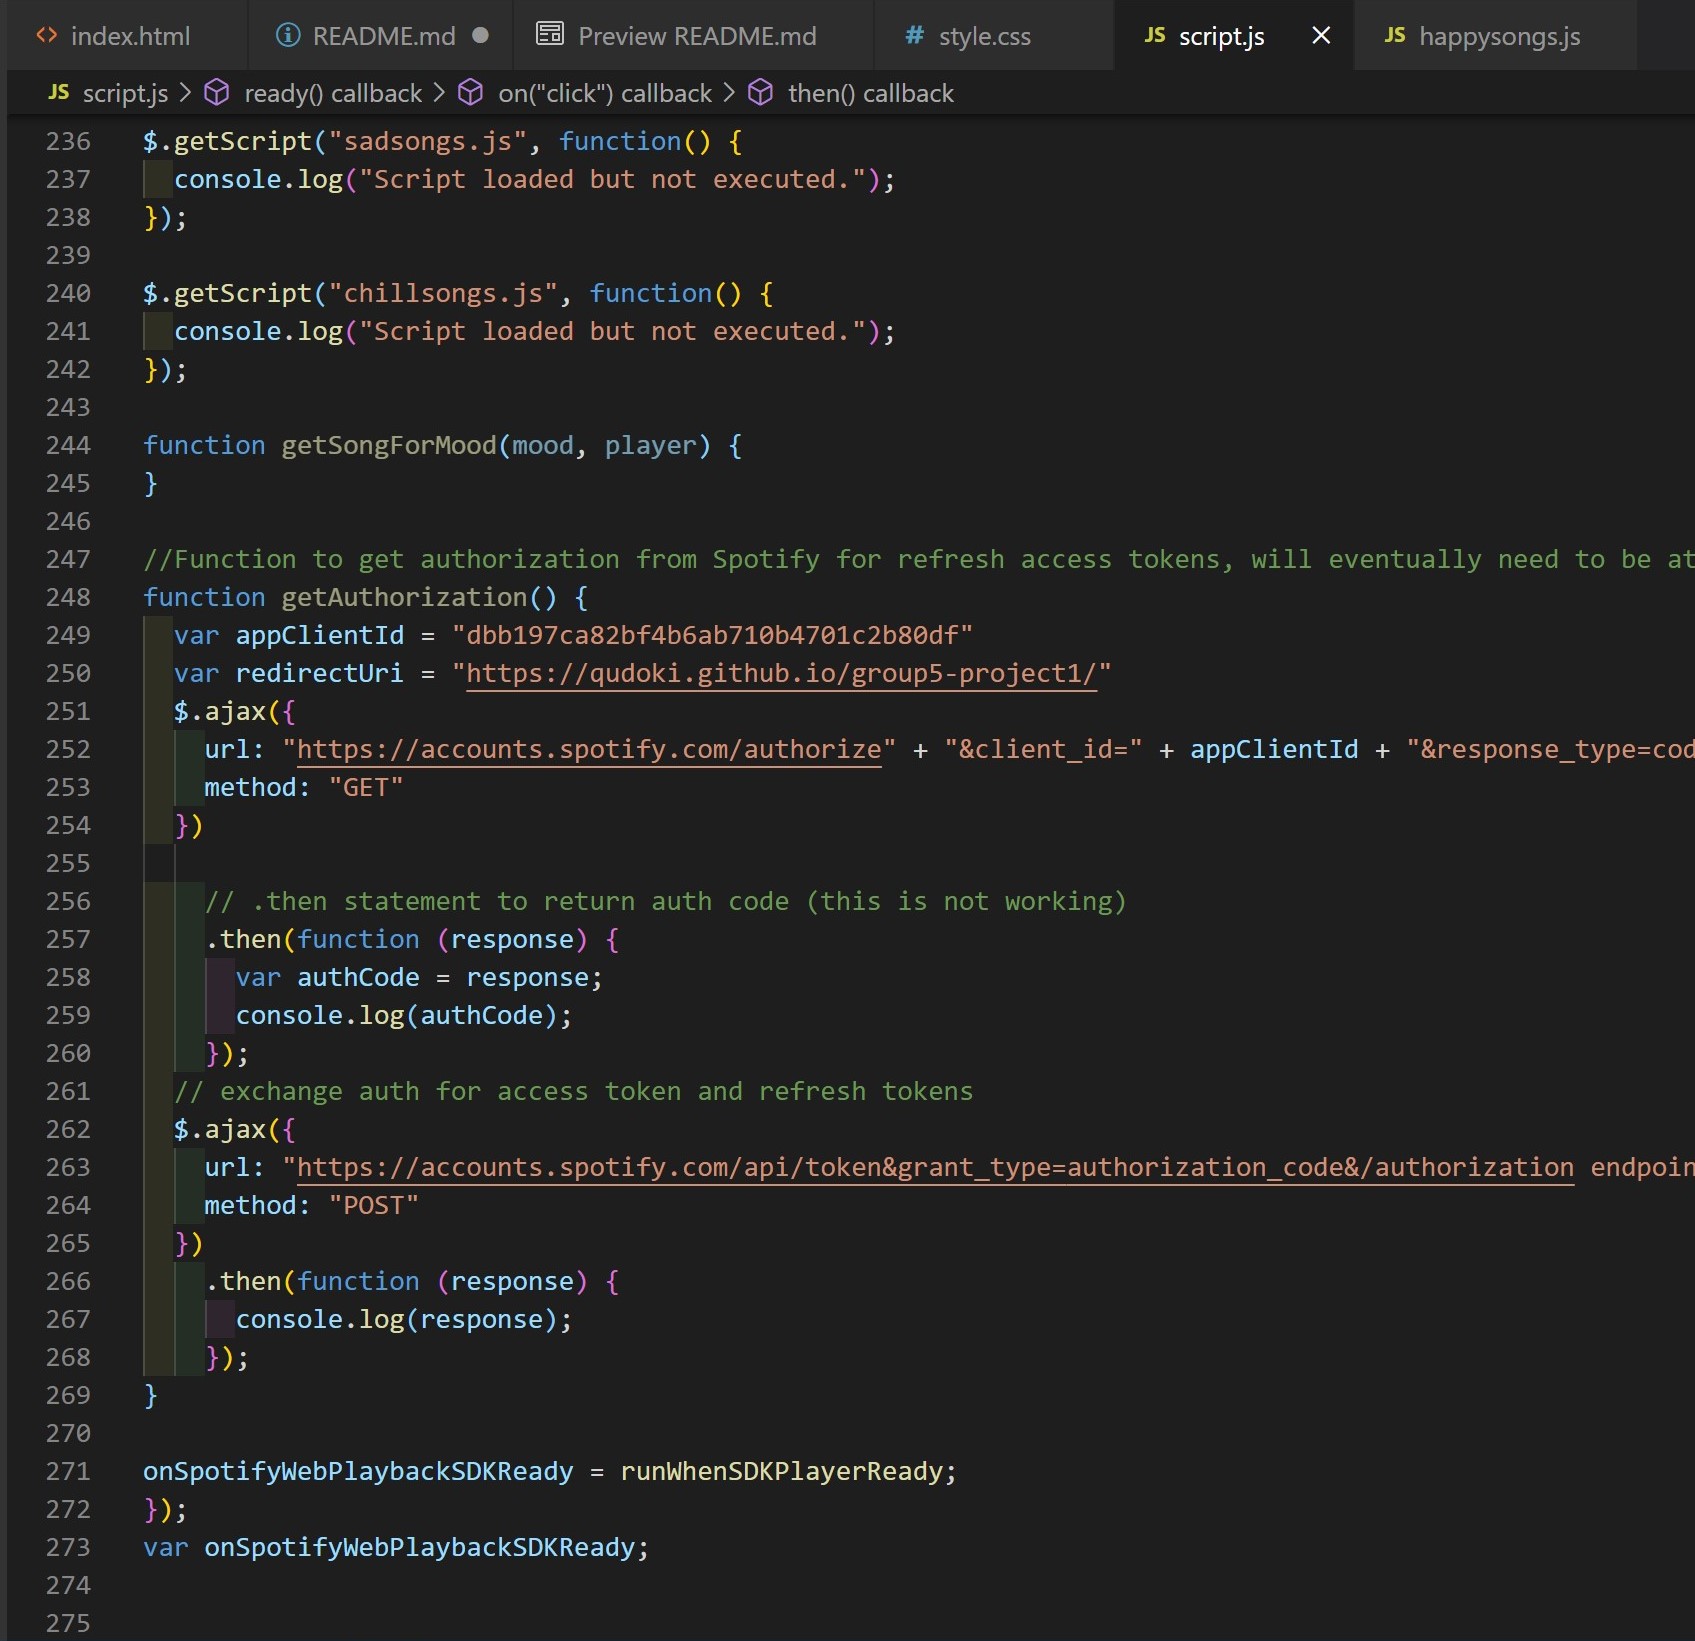 index.html README.md Preview README.md # style.css JS script.js JS happysongs.js
JS script.js > ready() callback > on("click") callback > then() callback
236 $.getScript("sadsongs.js", function() {
237 console.log("Script loaded but not executed.");
238 });
239
240 $.getScript("chillsongs.js", function() {
241 console.log("Script loaded but not executed.");
242 });
243
244 function getSongForMood(mood, player) {
245 }
246
247 //Function to get authorization from Spotify for refresh access tokens, will eventually need to be at
248 function getAuthorization() {
249 var appClientId = "dbb197ca82bf4b6ab710b4701c2b80df"
250 var redirectUri = "https://qudoki.github.io/group5-project1/"
251 $.ajax({
252 url: "https://accounts.spotify.com/authorize" + "&client_id=" + appClientId + "&response_type=cod
253 method: "GET"
254 })
255
256 // .then statement to return auth code (this is not working)
257 .then(function (response) {
258 var authCode = response;
259 console.log(authCode);
260 });
261 // exchange auth for access token and refresh tokens
262 $.ajax({
263 url: "https://accounts.spotify.com/api/token&grant_type=authorization_code&/authorization endpoin
264 method: "POST"
265 })
266 .then(function (response) {
267 console.log(response);
268 });
269 }
270
271 onSpotifyWebPlaybackSDKReady = runWhenSDKPlayerReady;
272 });
273 var onSpotifyWebPlaybackSDKReady;
274
275